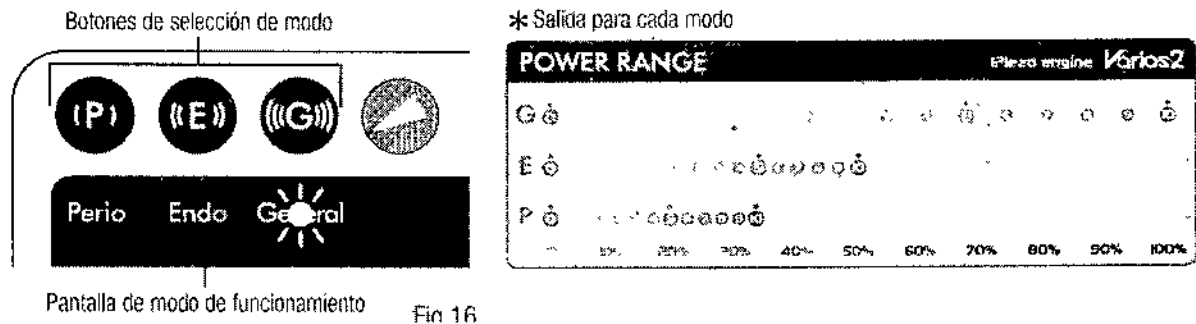 Botones de selección de modo
(P) ((E)) (((G)))
Perio Endo General
Pantalla de modo de funcionamiento
Fig 16
* Salida para cada modo
POWER RANGE Piezo engine Varios2
G
E
P
10% 20% 30% 40% 50% 60% 70% 80% 90% 100%